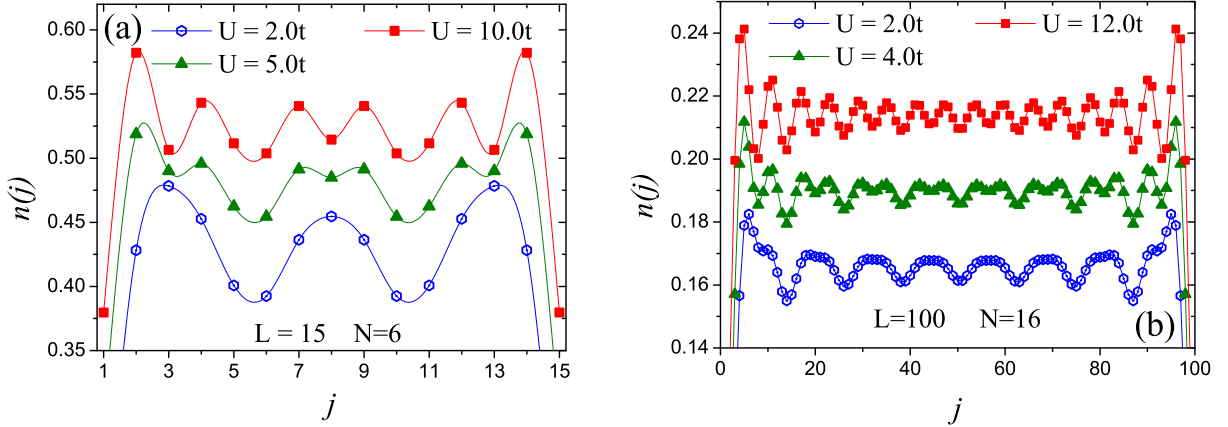 (a)
U = 2.0t
U = 10.0t
U = 5.0t
0.60
0.55
0.50
0.45
0.40
0.35
n(j)
L = 15 N=6
1 3 5 7 9 11 13 15
j
U = 2.0t
U = 12.0t
U = 4.0t
0.24
0.22
0.20
0.18
0.16
0.14
n(j)
L=100 N=16
(b)
0 20 40 60 80 100
j